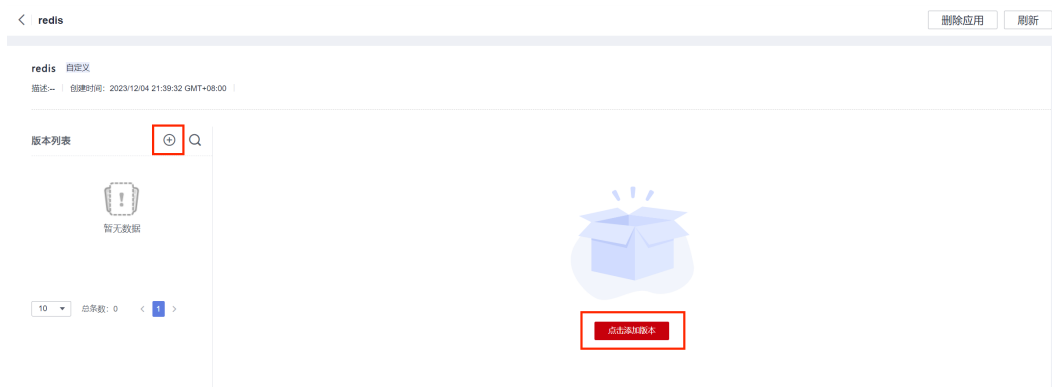 redis
删除应用
刷新
redis 自定义
描述:-- 创建时间: 2023/12/04 21:39:32 GMT+08:00
版本列表
暂无数据
10 总条数: 0 < 1 >
点击添加版本